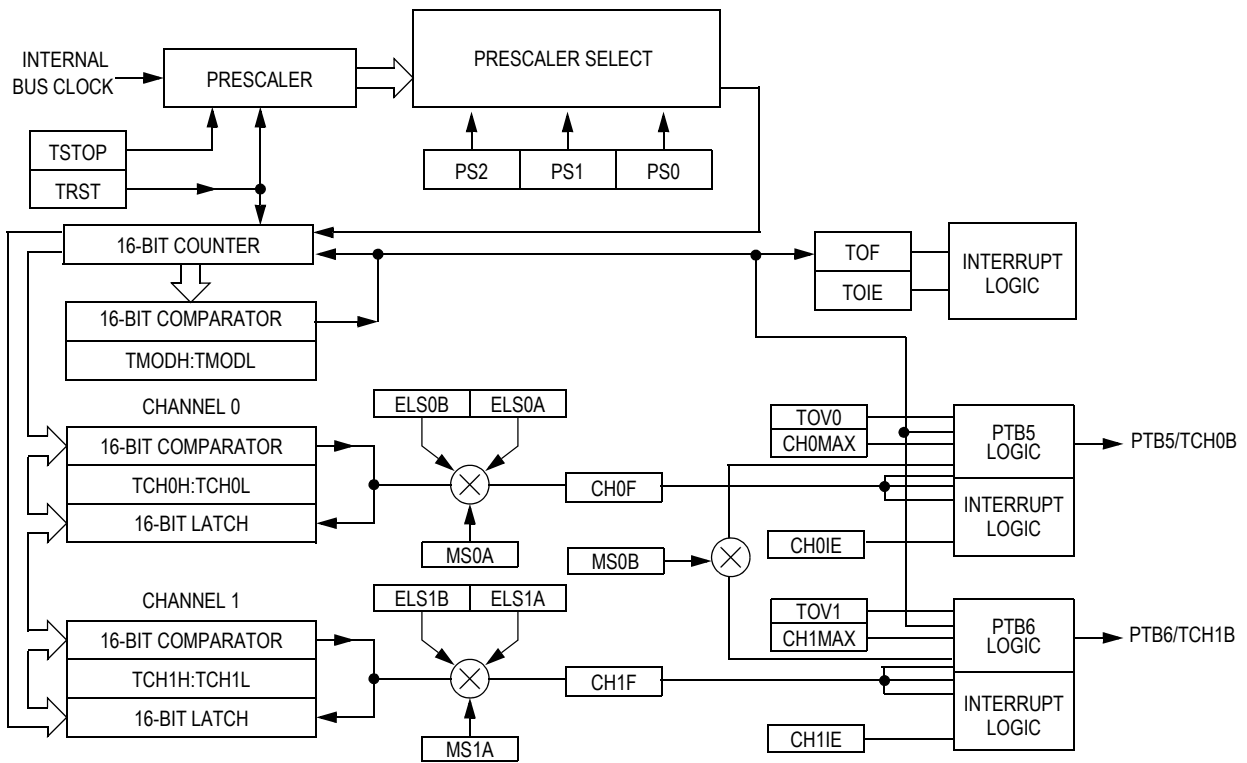 INTERNAL
BUS CLOCK
PRESCALER
PRESCALER SELECT
TSTOP
TRST
PS2
PS1
PS0
16-BIT COUNTER
TOF
TOIE
INTERRUPT
LOGIC
16-BIT COMPARATOR
TMODH:TMODL
CHANNEL 0
ELS0B
ELS0A
16-BIT COMPARATOR
TCH0H:TCH0L
16-BIT LATCH
MS0A
CH0F
TOV0
CH0MAX
PTB5
LOGIC
PTB5/TCH0B
INTERRUPT
LOGIC
CH0IE
MS0B
CHANNEL 1
ELS1B
ELS1A
16-BIT COMPARATOR
TCH1H:TCH1L
16-BIT LATCH
MS1A
CH1F
TOV1
CH1MAX
PTB6
LOGIC
PTB6/TCH1B
INTERRUPT
LOGIC
CH1IE